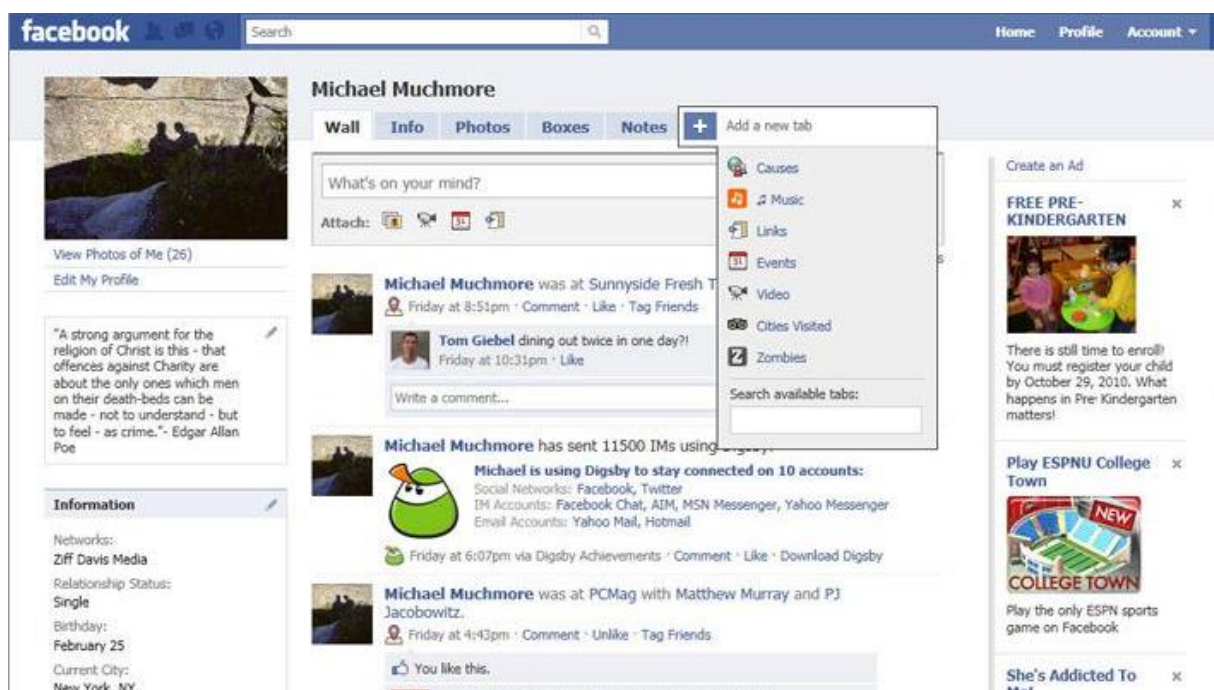 facebook
Search
Home Profile Account
Michael Muchmore
Wall Info Photos Boxes Notes + Add a new tab
What's on your mind?
Attach:
Causes
♫ Music
Links
Events
Video
Cities Visited
Zombies
Search available tabs:
View Photos of Me (26)
Edit My Profile
"A strong argument for the
religion of Christ is this - that
offences against Charity are
about the only ones which men
on their death-beds can be
made - not to understand - but
to feel - as crime."- Edgar Allan
Poe
Information
Networks:
Ziff Davis Media
Relationship Status:
Single
Birthday:
February 25
Current City:
New York, NY
Michael Muchmore was at Sunnyside Fresh
Friday at 8:51pm · Comment · Like · Tag Friends
Tom Giebel dining out twice in one day?!
Friday at 10:31pm · Like
Write a comment...
Michael Muchmore has sent 11500 IMs using Digsby.
Michael is using Digsby to stay connected on 10 accounts:
Social Networks: Facebook, Twitter
IM Accounts: Facebook Chat, AIM, MSN Messenger, Yahoo Messenger
Email Accounts: Yahoo Mail, Hotmail
Friday at 6:07pm via Digsby Achievements · Comment · Like · Download Digsby
Michael Muchmore was at PCMag with Matthew Murray and PJ
Jacobowitz.
Friday at 4:43pm · Comment · Unlike · Tag Friends
You like this.
Create an Ad
FREE PRE-
KINDERGARTEN
There is still time to enroll!
You must register your child
by October 29, 2010. What
happens in Pre-Kindergarten
matters!
Play ESPNU College
Town
NEW
COLLEGE TOWN
Play the only ESPN sports
game on Facebook
She's Addicted To